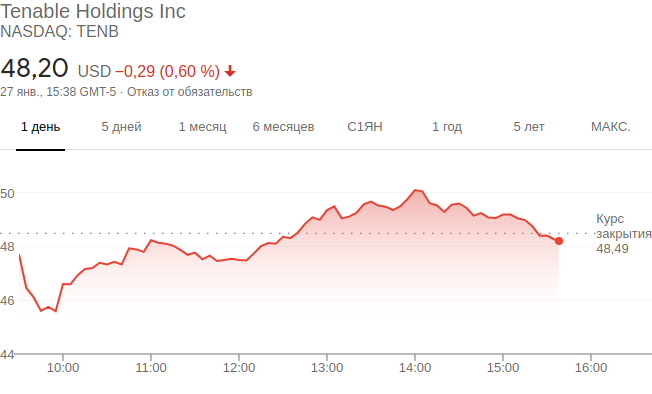 Tenable Holdings Inc
NASDAQ: TENB
48,20 USD −0,29 (0,60 %)
27 янв., 15:38 GMT-5 · Отказ от обязательств
1 день 5 дней 1 месяц 6 месяцев С1ЯН 1 год 5 лет МАКС.
50
Курс
закрытия
48,49
48
46
44
10:00 11:00 12:00 13:00 14:00 15:00 16:00